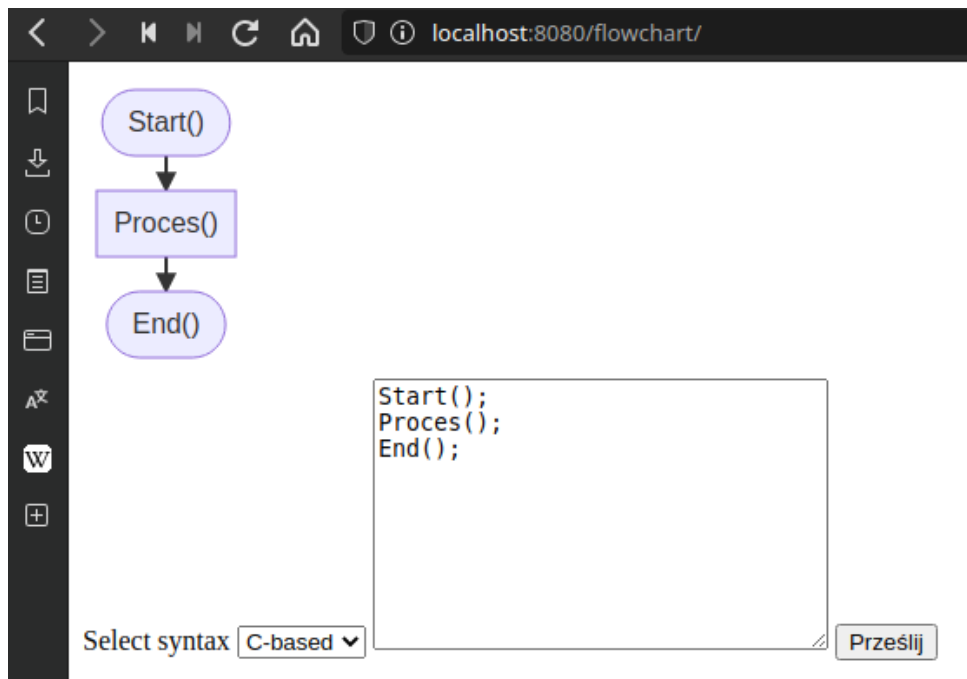 localhost:8080/flowchart/
Start()
Proces()
End()
Start();
Proces();
End();
Select syntax C-based Prześlij